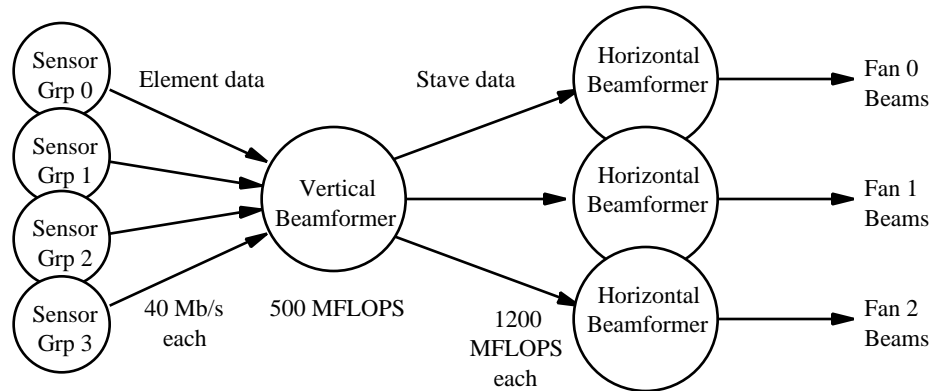 Sensor
Grp 0
Sensor
Grp 1
Sensor
Grp 2
Sensor
Grp 3
Element data
40 Mb/s
each
Vertical
Beamformer
500 MFLOPS
Stave data
1200
MFLOPS
each
Horizontal
Beamformer
Horizontal
Beamformer
Horizontal
Beamformer
Fan 0
Beams
Fan 1
Beams
Fan 2
Beams